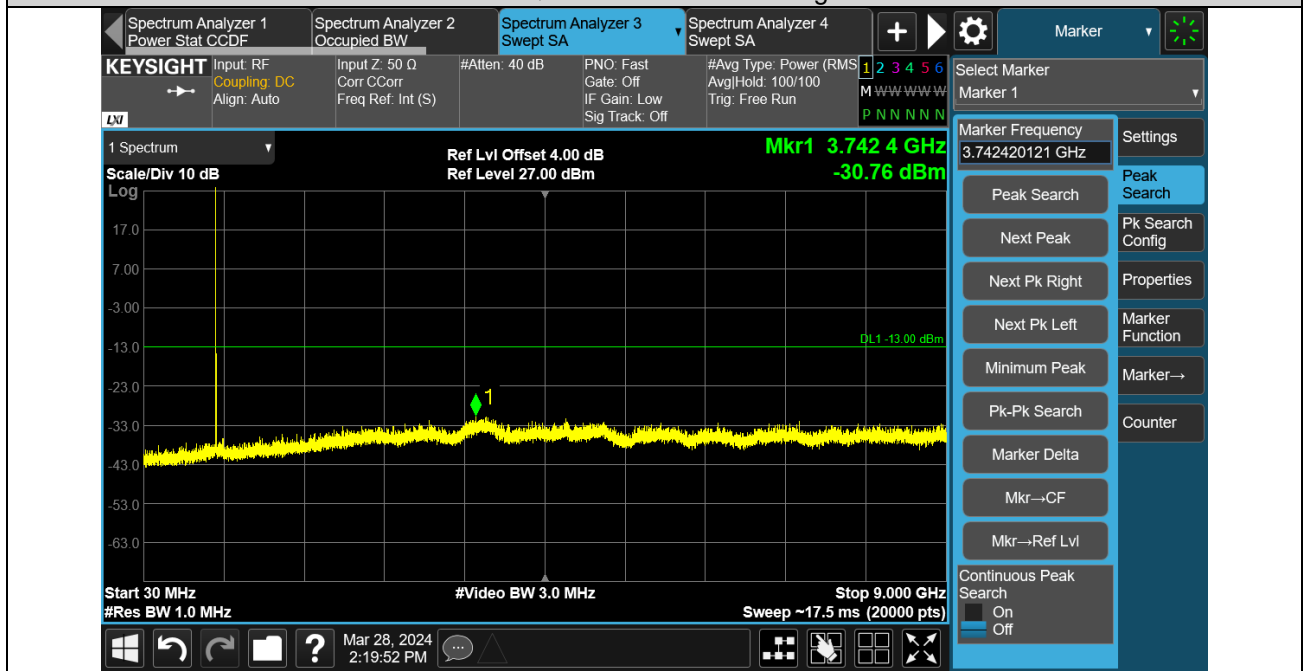 Spectrum Analyzer 1
Power Stat CCDF
Spectrum Analyzer 2
Occupied BW
Spectrum Analyzer 3
Swept SA
Spectrum Analyzer 4
Swept SA
+
Marker
KEYSIGHT
LXI
Input: RF
Coupling: DC
Align: Auto
Input Z: 50 Ω
Corr CCorr
Freq Ref: Int (S)
#Atten: 40 dB
PNO: Fast
Gate: Off
IF Gain: Low
Sig Track: Off
#Avg Type: Power (RMS
Avg|Hold: 100/100
Trig: Free Run
1 2 3 4 5 6
M W W W W W
P N N N N N
Select Marker
Marker 1
1 Spectrum
Scale/Div 10 dB
Log
Ref Lvl Offset 4.00 dB
Ref Level 27.00 dBm
Mkr1 3.742 4 GHz
-30.76 dBm
17.0
7.00
-3.00
-13.0
-23.0
-33.0
-43.0
-53.0
-63.0
DL1 -13.00 dBm
1
Start 30 MHz
#Res BW 1.0 MHz
#Video BW 3.0 MHz
Stop 9.000 GHz
Sweep ~17.5 ms (20000 pts)
Marker Frequency
3.742420121 GHz
Peak Search
Next Peak
Next Pk Right
Next Pk Left
Minimum Peak
Pk-Pk Search
Marker Delta
Mkr→CF
Mkr→Ref Lvl
Continuous Peak
Search
On
Off
Settings
Peak
Search
Pk Search
Config
Properties
Marker
Function
Marker→
Counter
?
Mar 28, 2024
2:19:52 PM